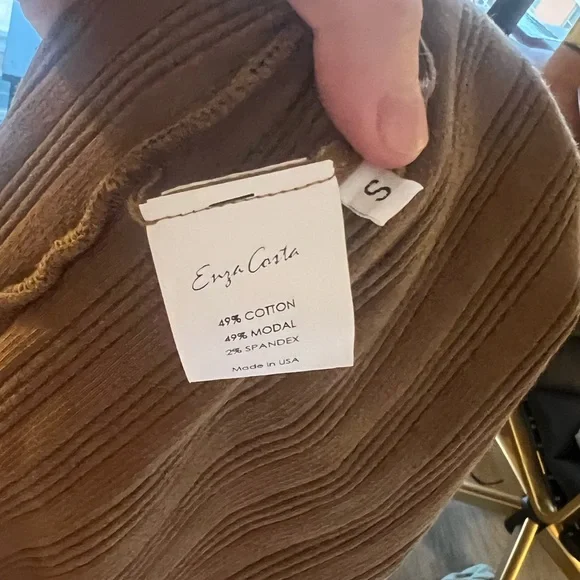 Enza Costa
49% COTTON
49% MODAL
2% SPANDEX
Made in USA
S